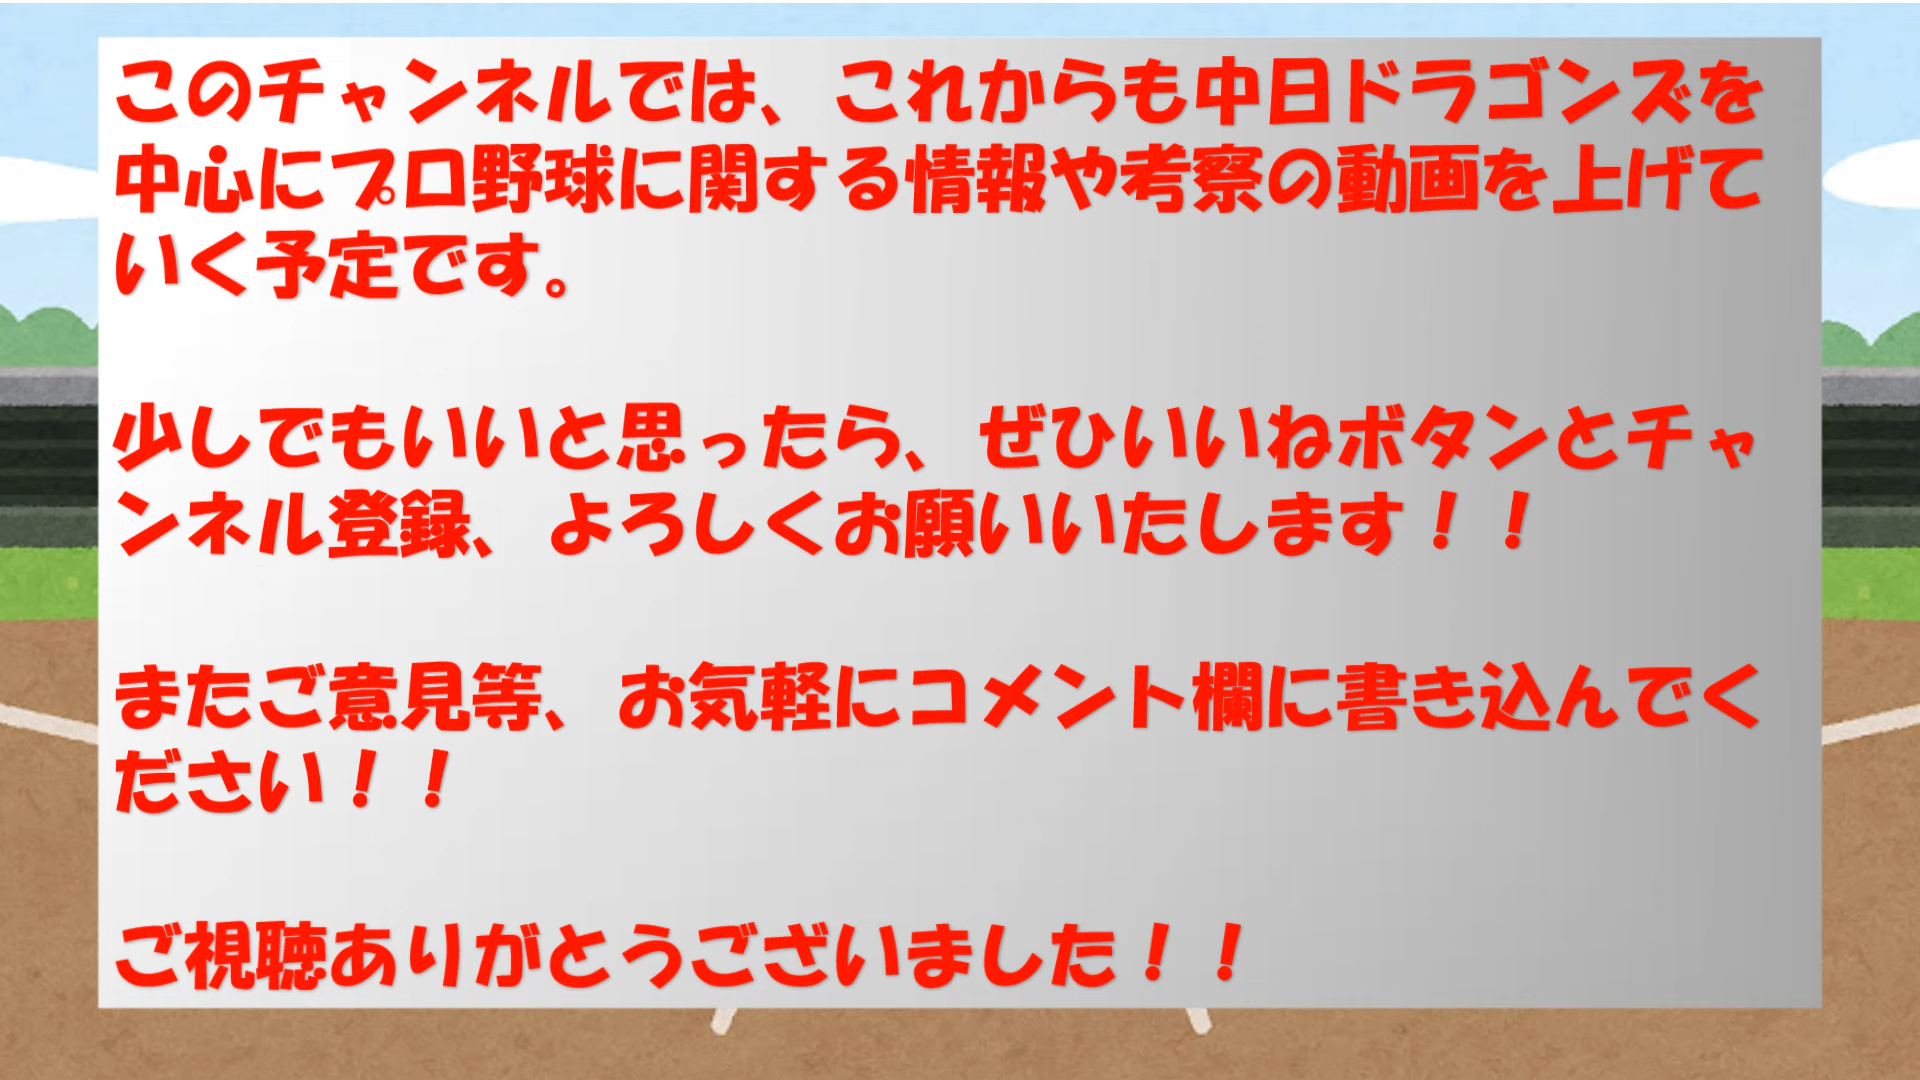 このチャンネルでは、これからも中日ドラゴンズを
中心にプロ野球に関する情報や考察の動画を上げて
いく予定です。
少しでもいいと思ったら、ぜひいいねボタンとチャ
ンネル登録、よろしくお願いいたします！！
またご意見等、お気軽にコメント欄に書き込んでく
ださい！！
ご視聴ありがとうございました！！